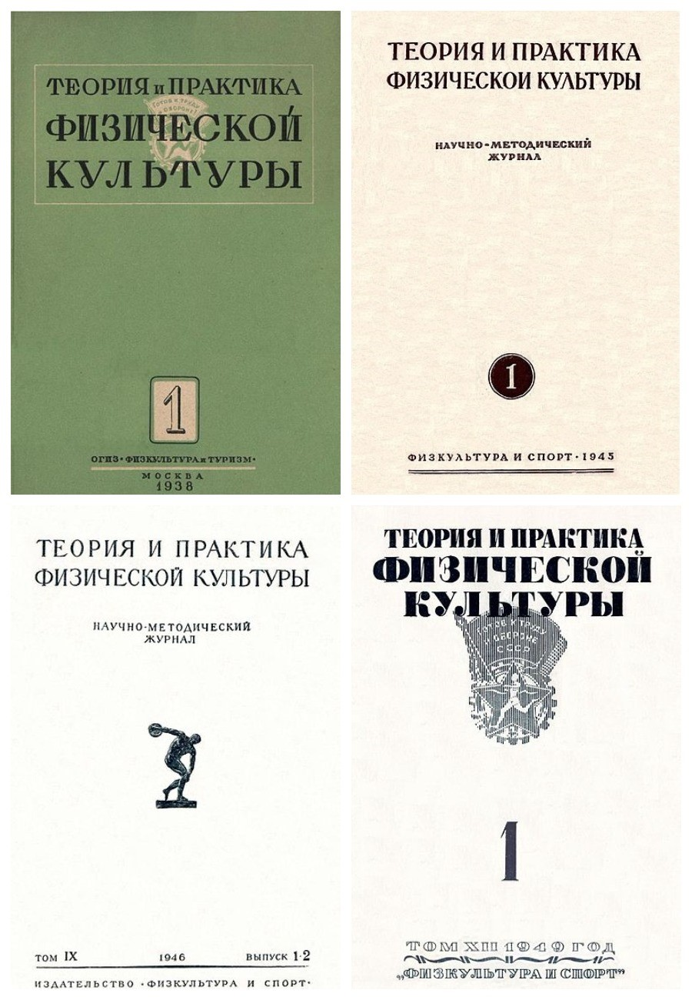 ТЕОРИЯ и ПРАКТИКА
ФИЗИЧЕСКОЙ
КУЛЬТУРЫ
ГОТОВ К ТРУДУ
и ОБОРОНЕ!
1
ОГИЗ·ФИЗКУЛЬТУРА и ТУРИЗМ·
МОСКВА
1938
ТЕОРИЯ И ПРАКТИКА
ФИЗИЧЕСКОИ КУЛЬТУРЫ
НАУЧНО-МЕТОДИЧЕСКИЙ
ЖУРНАЛ
1
ФИЗКУЛЬТУРА И СПОРТ·1945
ТЕОРИЯ И ПРАКТИКА
ФИЗИЧЕСКОЙ КУЛЬТУРЫ
НАУЧНО-МЕТОДИЧЕСКИЙ
ЖУРНАЛ
ТОМ IX 1946 ВЫПУСК 1-2
ИЗДАТЕЛЬСТВО ·ФИЗКУЛЬТУРА И СПОРТ·
ТЕОРИЯ И ПРАКТИКА
ФИЗИЧЕСКОЙ
КУЛЬТУРЫ
ГОТОВ К ТРУДУ
и ОБОРОНЕ
СССР
1
ТОМ XII 1949 ГОД
„ФИЗКУЛЬТУРА И СПОРТ”